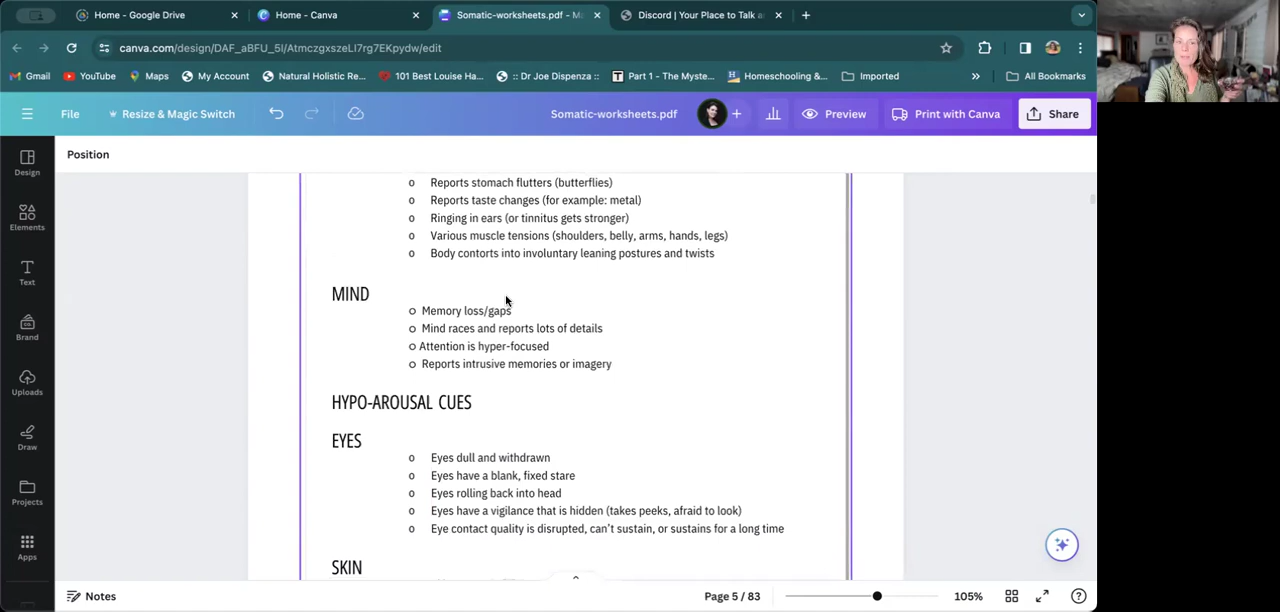 Home - Google Drive
Home - Canva
Somatic-worksheets.pdf - Ma
Discord | Your Place to Talk a
canva.com/design/DAF_aBFU_5I/AtmczgxszeLI7rg7EKpydw/edit
Gmail
YouTube
Maps
My Account
Natural Holistic Re...
101 Best Louise Ha...
:: Dr Joe Dispenza ::
Part 1 - The Myste...
Homeschooling &...
Imported
All Bookmarks
File
Resize & Magic Switch
Somatic-worksheets.pdf
Preview
Print with Canva
Share
Position
Design
Elements
Text
Brand
Uploads
Draw
Projects
Apps
o Reports stomach flutters (butterflies)
o Reports taste changes (for example: metal)
o Ringing in ears (or tinnitus gets stronger)
o Various muscle tensions (shoulders, belly, arms, hands, legs)
o Body contorts into involuntary leaning postures and twists
MIND
o Memory loss/gaps
o Mind races and reports lots of details
o Attention is hyper-focused
o Reports intrusive memories or imagery
HYPO-AROUSAL CUES
EYES
o Eyes dull and withdrawn
o Eyes have a blank, fixed stare
o Eyes rolling back into head
o Eyes have a vigilance that is hidden (takes peeks, afraid to look)
o Eye contact quality is disrupted, can't sustain, or sustains for a long time
SKIN
Notes
Page 5 / 83
105%